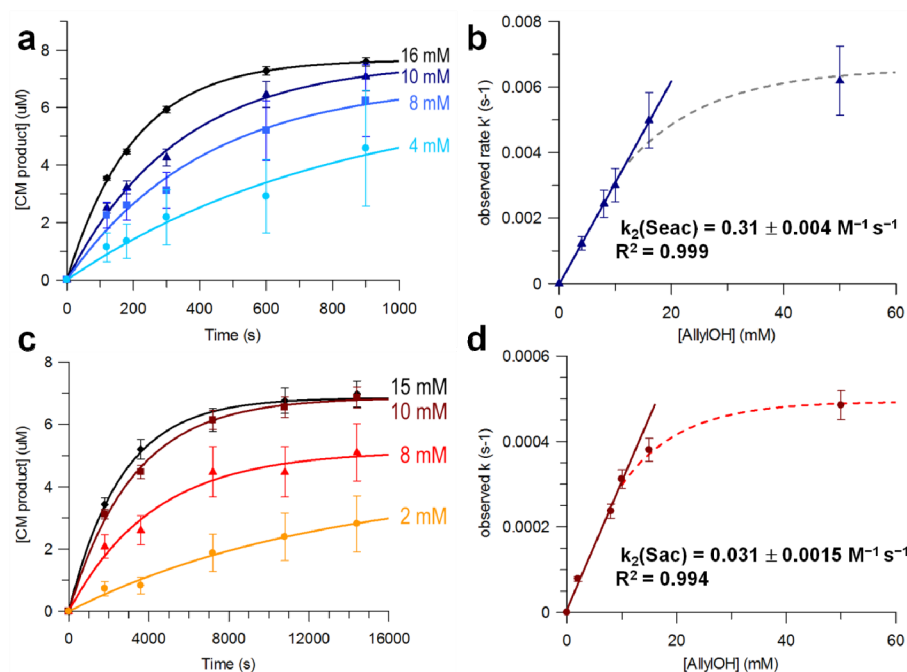 a
8
6
4
2
0
[CM product] (uM)
16 mM
10 mM
8 mM
4 mM
0 200 400 600 800 1000
Time (s)
b
0.008
0.006
0.004
0.002
0
observed rate k' (s-1)
k₂(Seac) = 0.31 ± 0.004 M⁻¹ s⁻¹
R² = 0.999
0 20 40 60
[AllylOH] (mM)
c
8
6
4
2
0
[CM product] (uM)
15 mM
10 mM
8 mM
2 mM
0 4000 8000 12000 16000
Time (s)
d
0.0006
0.0004
0.0002
0
observed k (s-1)
k₂(Sac) = 0.031 ± 0.0015 M⁻¹ s⁻¹
R² = 0.994
0 20 40 60
[AllylOH] (mM)